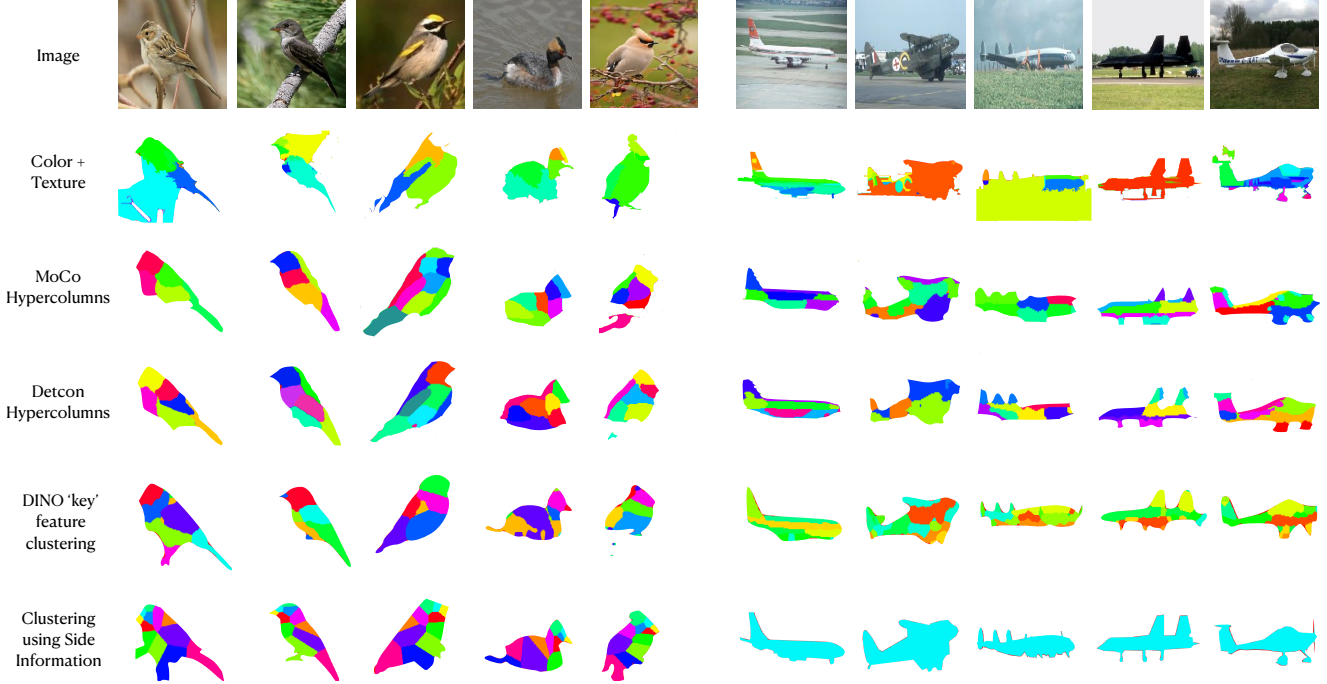 Image
Color +
Texture
MoCo
Hypercolumns
Detcon
Hypercolumns
DINO ‘key’
feature
clustering
Clustering
using Side
Information